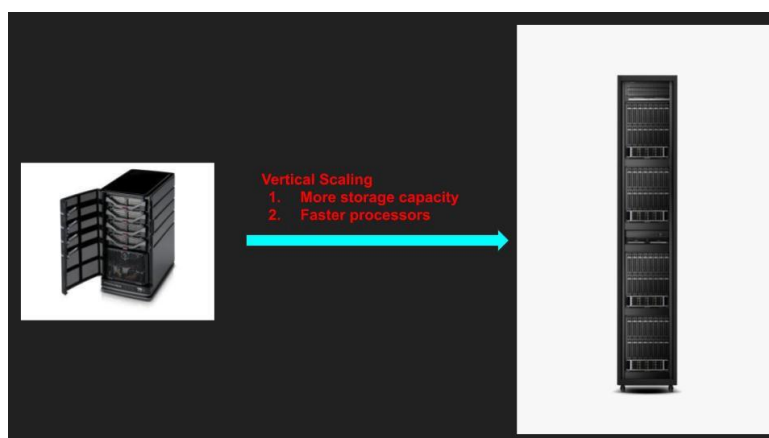 Vertical Scaling
1. More storage capacity
2. Faster processors